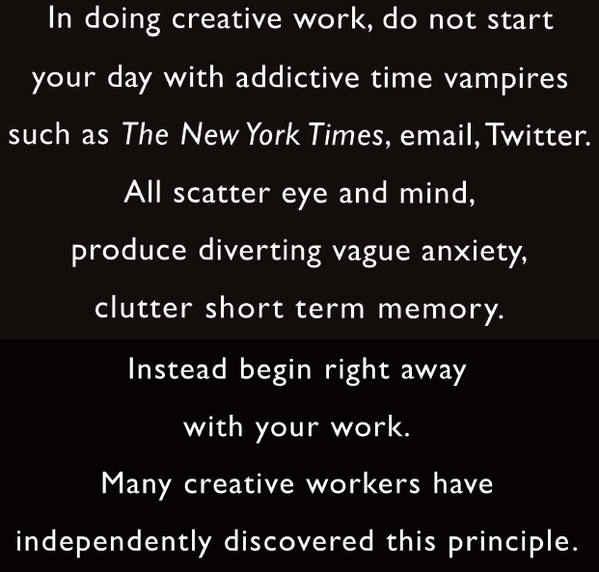 In doing creative work, do not start
your day with addictive time vampires
such as The New York Times, email, Twitter.
All scatter eye and mind,
produce diverting vague anxiety,
clutter short term memory.
Instead begin right away
with your work.
Many creative workers have
independently discovered this principle.